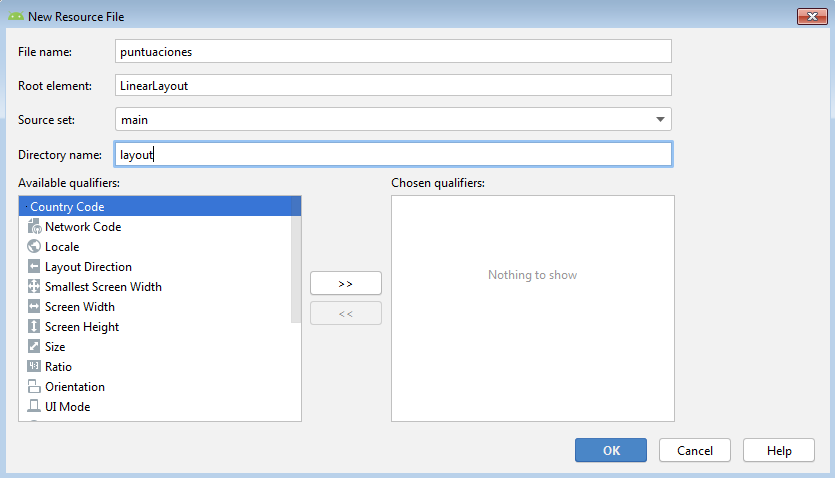 New Resource File
File name: puntuaciones
Root element: LinearLayout
Source set: main
Directory name: layout
Available qualifiers:
Chosen qualifiers:
Country Code
Network Code
Locale
Layout Direction
Smallest Screen Width
Screen Width
Screen Height
Size
Ratio
Orientation
UI Mode
>>
<<
Nothing to show
OK Cancel Help